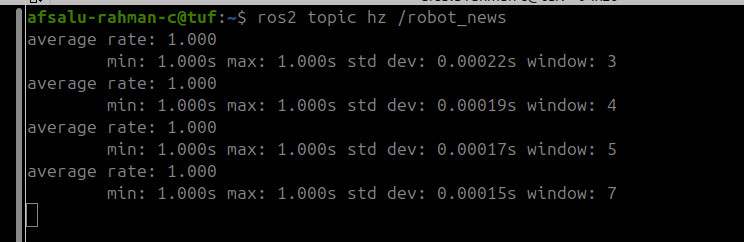 afsalu-rahman-c@tuf:~$ ros2 topic hz /robot_news
average rate: 1.000
        min: 1.000s max: 1.000s std dev: 0.00022s window: 3
average rate: 1.000
        min: 1.000s max: 1.000s std dev: 0.00019s window: 4
average rate: 1.000
        min: 1.000s max: 1.000s std dev: 0.00017s window: 5
average rate: 1.000
        min: 1.000s max: 1.000s std dev: 0.00015s window: 7